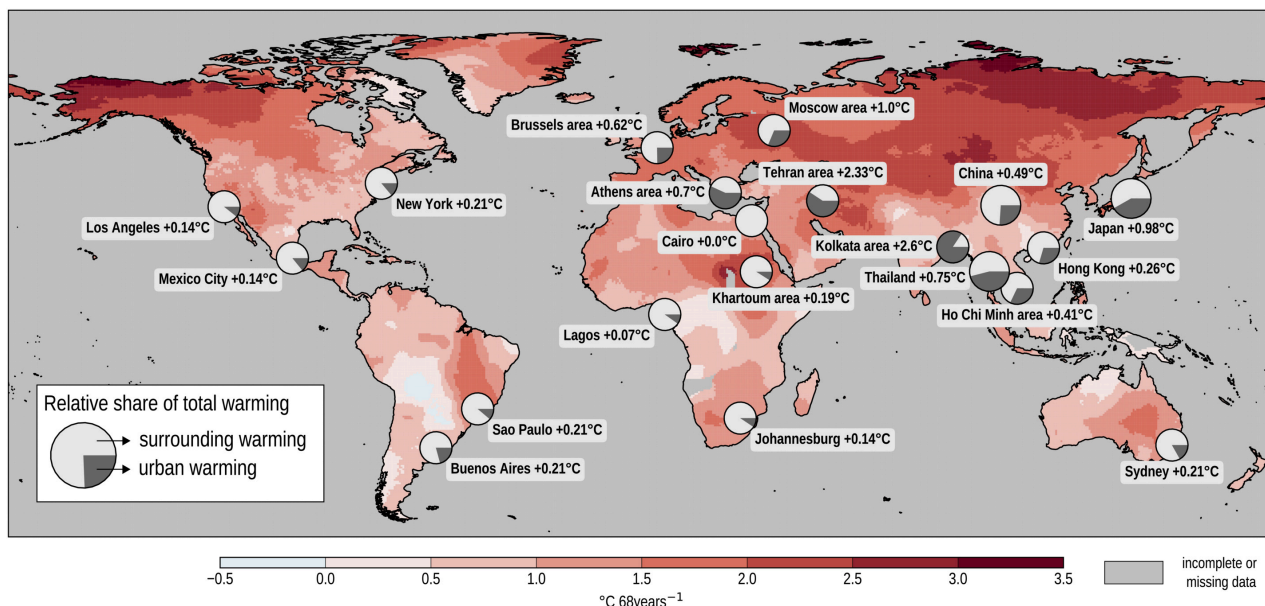 Moscow area +1.0°C
Brussels area +0.62°C
Tehran area +2.33°C
China +0.49°C
Athens area +0.7°C
New York +0.21°C
Los Angeles +0.14°C
Japan +0.98°C
Cairo +0.0°C
Kolkata area +2.6°C
Hong Kong +0.26°C
Mexico City +0.14°C
Thailand +0.75°C
Khartoum area +0.19°C
Ho Chi Minh area +0.41°C
Lagos +0.07°C
Relative share of total warming
surrounding warming
urban warming
Sao Paulo +0.21°C
Johannesburg +0.14°C
Buenos Aires +0.21°C
Sydney +0.21°C
−0.5 0.0 0.5 1.0 1.5 2.0 2.5 3.0 3.5
°C 68years⁻¹
incomplete or
missing data